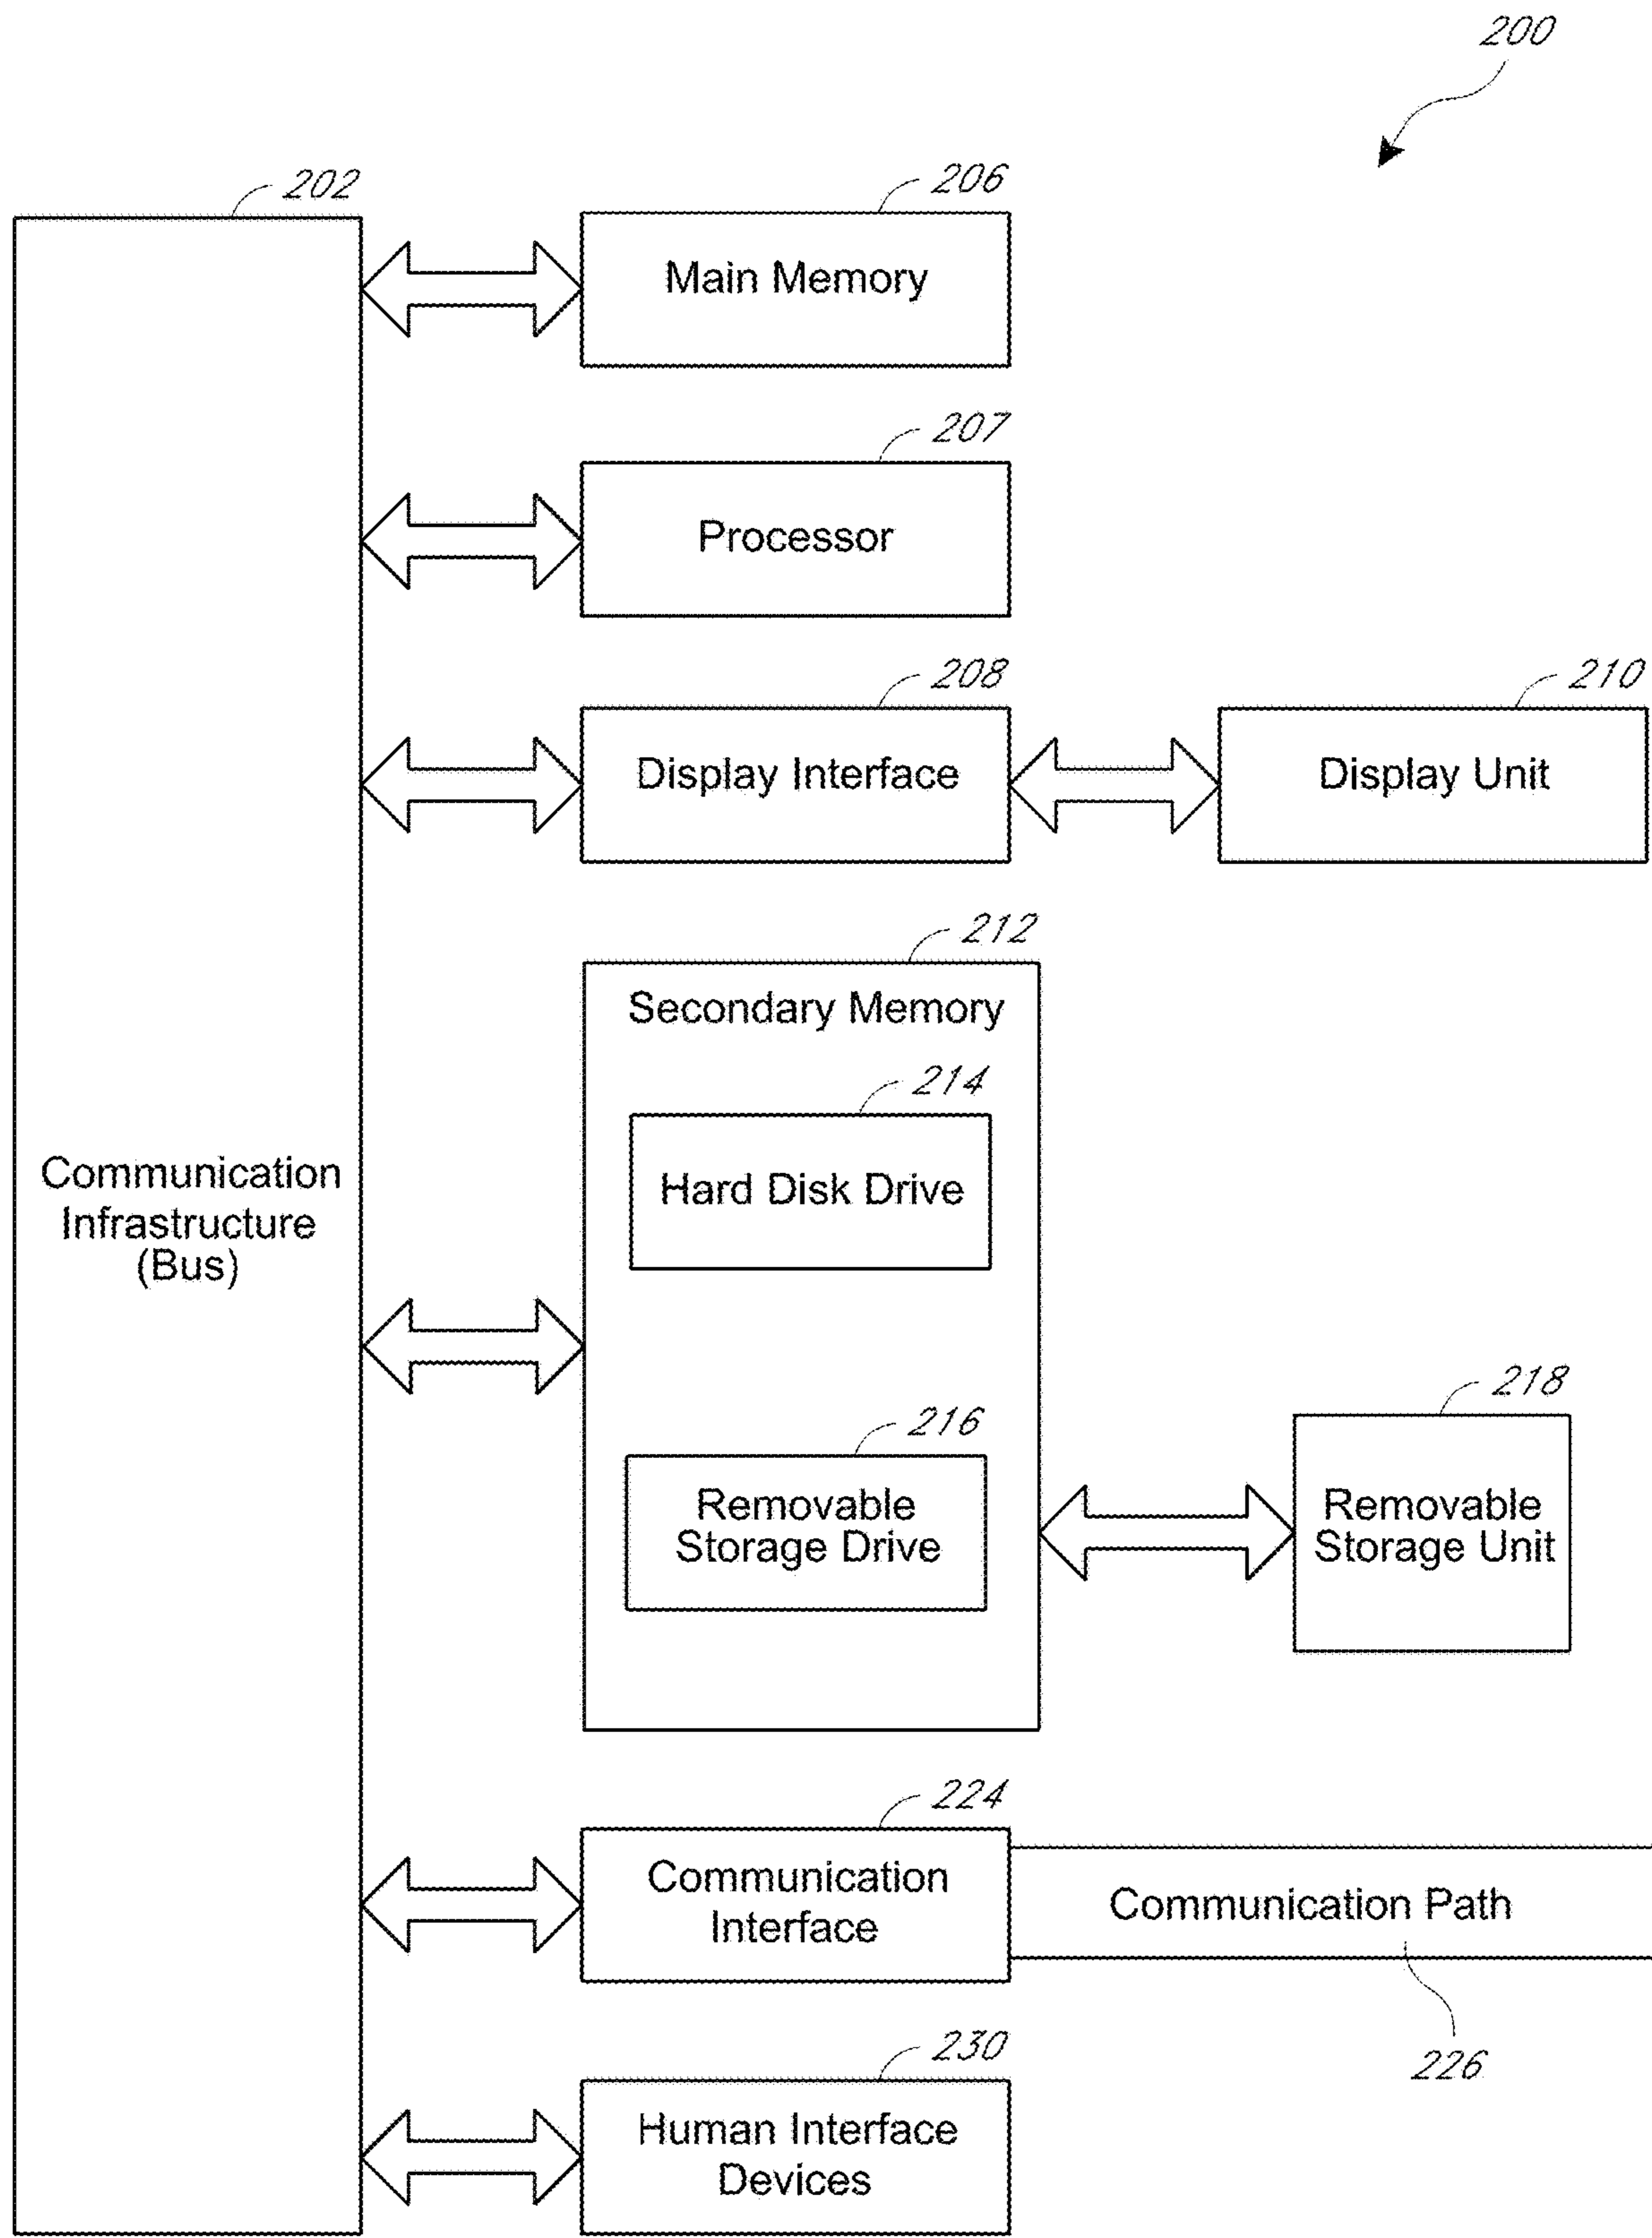 200
202
206
Main Memory
207
Processor
208
Display Interface
210
Display Unit
212
Secondary Memory
214
Hard Disk Drive
Communication
Infrastructure
(Bus)
216
Removable
Storage Drive
218
Removable
Storage Unit
224
Communication
Interface
Communication Path
226
230
Human Interface
Devices